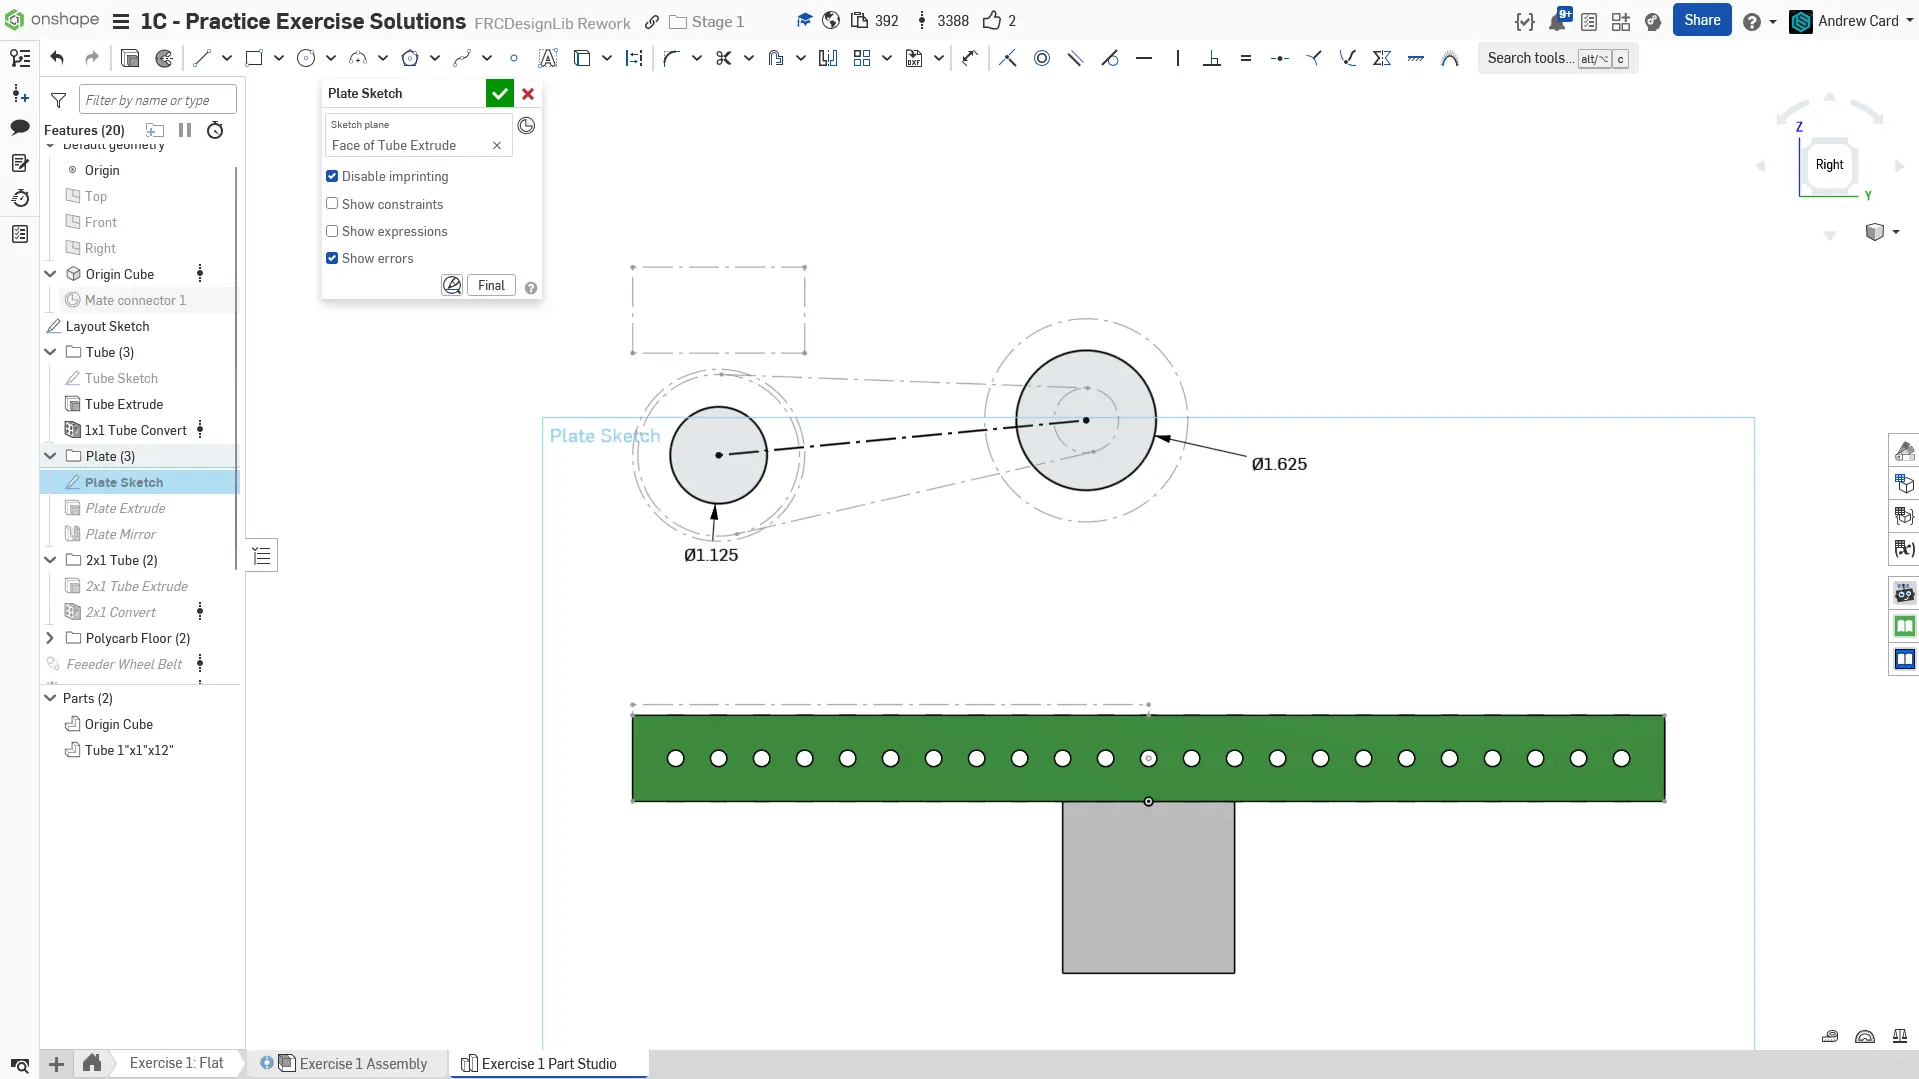 onshape
1C - Practice Exercise Solutions
FRCDesignLib Rework
Stage 1
392
3388
2
9+
Share
Andrew Card
Search tools... alt/⌥ c
Filter by name or type
Features (20)
Default geometry
Origin
Top
Front
Right
Origin Cube
Mate connector 1
Layout Sketch
Tube (3)
Tube Sketch
Tube Extrude
1x1 Tube Convert
Plate (3)
Plate Sketch
Plate Extrude
Plate Mirror
2x1 Tube (2)
2x1 Tube Extrude
2x1 Convert
Polycarb Floor (2)
Feeeder Wheel Belt
Parts (2)
Origin Cube
Tube 1"x1"x12"
Plate Sketch
Sketch plane
Face of Tube Extrude
Disable imprinting
Show constraints
Show expressions
Show errors
Final
Plate Sketch
Ø1.625
Ø1.125
Z
Right
Y
Exercise 1: Flat
Exercise 1 Assembly
Exercise 1 Part Studio